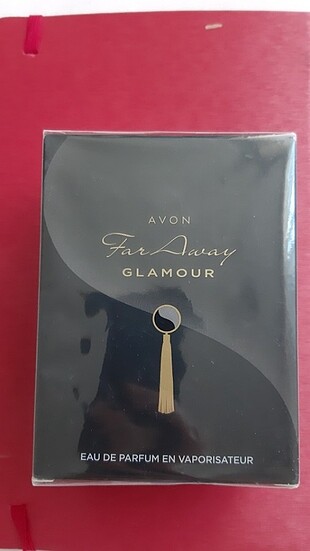 AVON
Far Away
GLAMOUR
EAU DE PARFUM EN VAPORISATEUR